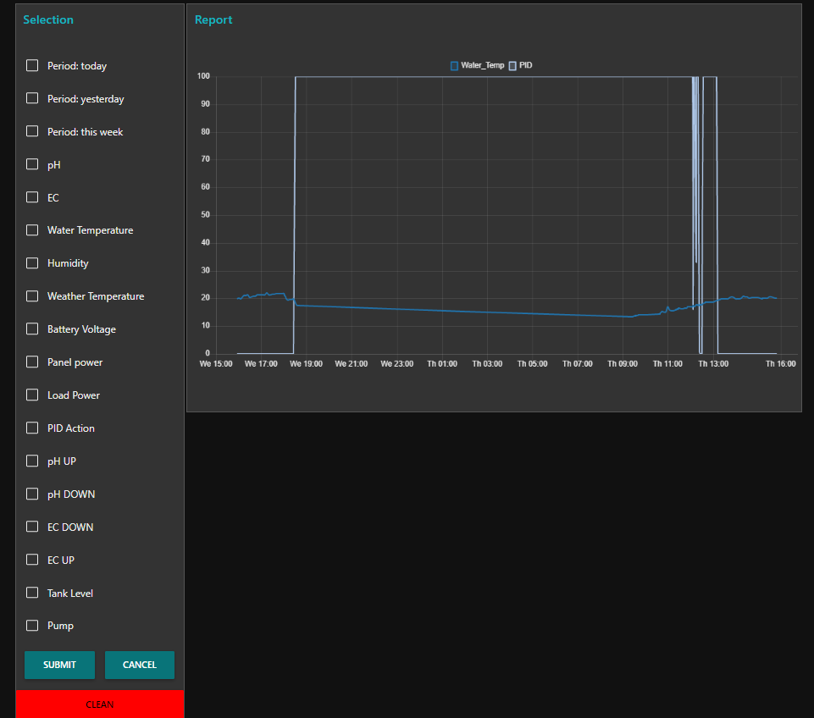 Selection
Period: today
Period: yesterday
Period: this week
pH
EC
Water Temperature
Humidity
Weather Temperature
Battery Voltage
Panel power
Load Power
PID Action
pH UP
pH DOWN
EC DOWN
EC UP
Tank Level
Pump
SUBMIT CANCEL
CLEAN
Report
Water_Temp PID
100
90
80
70
60
50
40
30
20
10
0
We 15:00 We 17:00 We 19:00 We 21:00 We 23:00 Th 01:00 Th 03:00 Th 05:00 Th 07:00 Th 09:00 Th 11:00 Th 13:00 Th 16:00